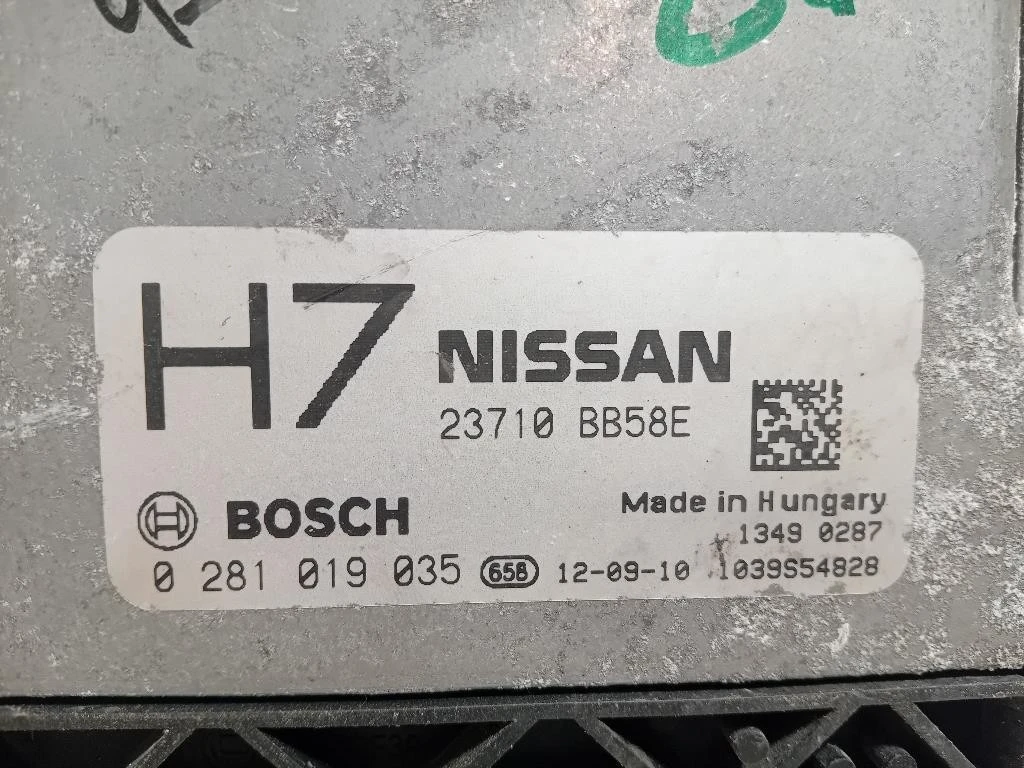 H7
NISSAN
23710 BB58E
Made in Hungary
BOSCH
1349 0287
0 281 019 035 658 12-09-10 1039S54828